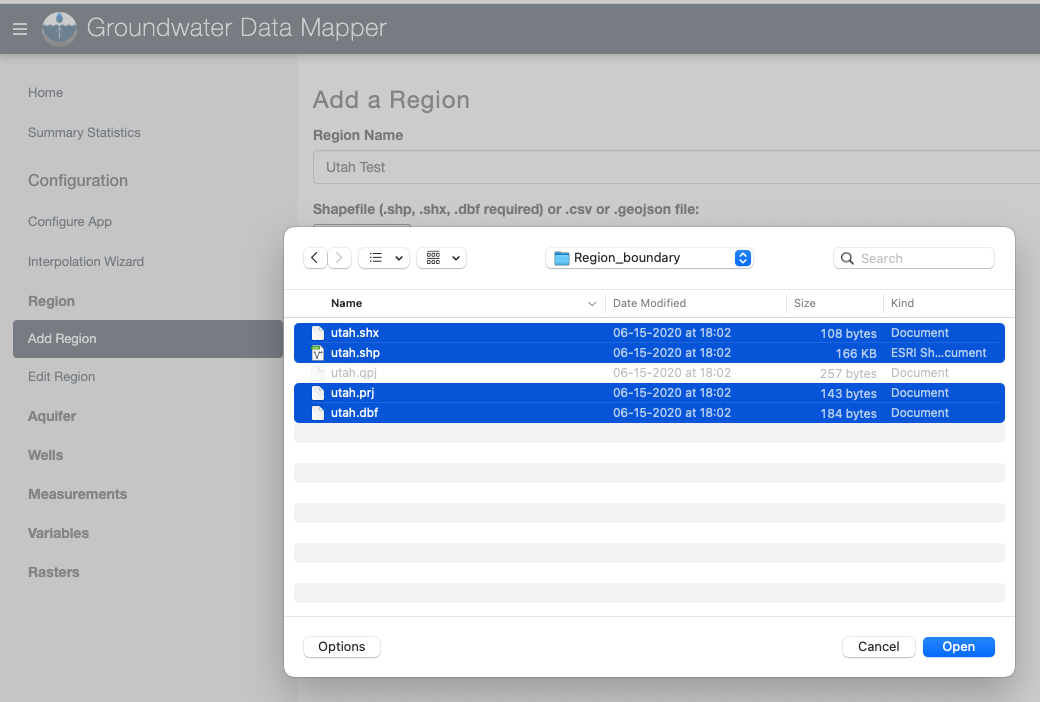 Groundwater Data Mapper
Home
Summary Statistics
Configuration
Configure App
Interpolation Wizard
Region
Add Region
Edit Region
Aquifer
Wells
Measurements
Variables
Rasters
Add a Region
Region Name
Utah Test
Shapefile (.shp, .shx, .dbf required) or .csv or .geojson file:
Region_boundary
Search
Name Date Modified Size Kind
utah.shx 06-15-2020 at 18:02 108 bytes Document
utah.shp 06-15-2020 at 18:02 166 KB ESRI Sh...cument
utah.qpj 06-15-2020 at 18:02 257 bytes Document
utah.prj 06-15-2020 at 18:02 143 bytes Document
utah.dbf 06-15-2020 at 18:02 184 bytes Document
Options Cancel Open